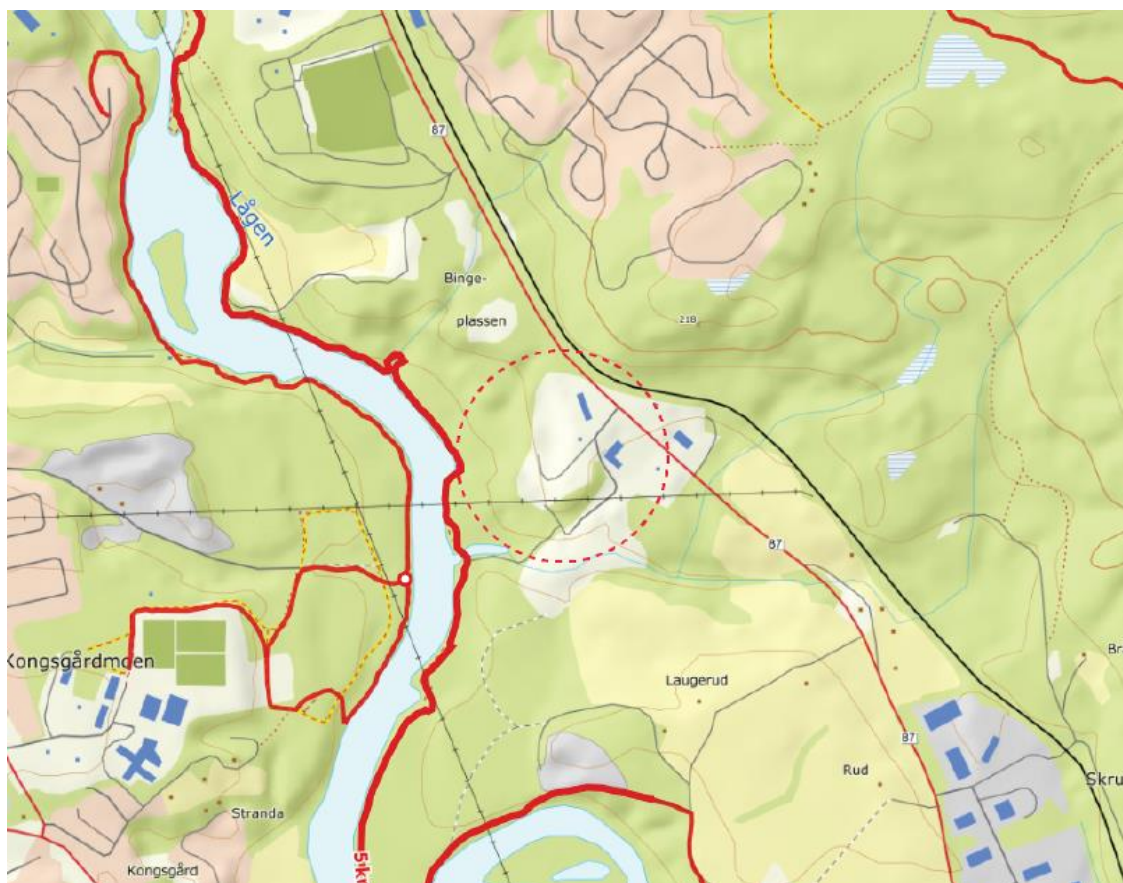 87
Lågen
Binge-
plassen
218
87
Kongsgårdmoen
Laugerud
87
Rud
Skru
Stranda
Kongsgård